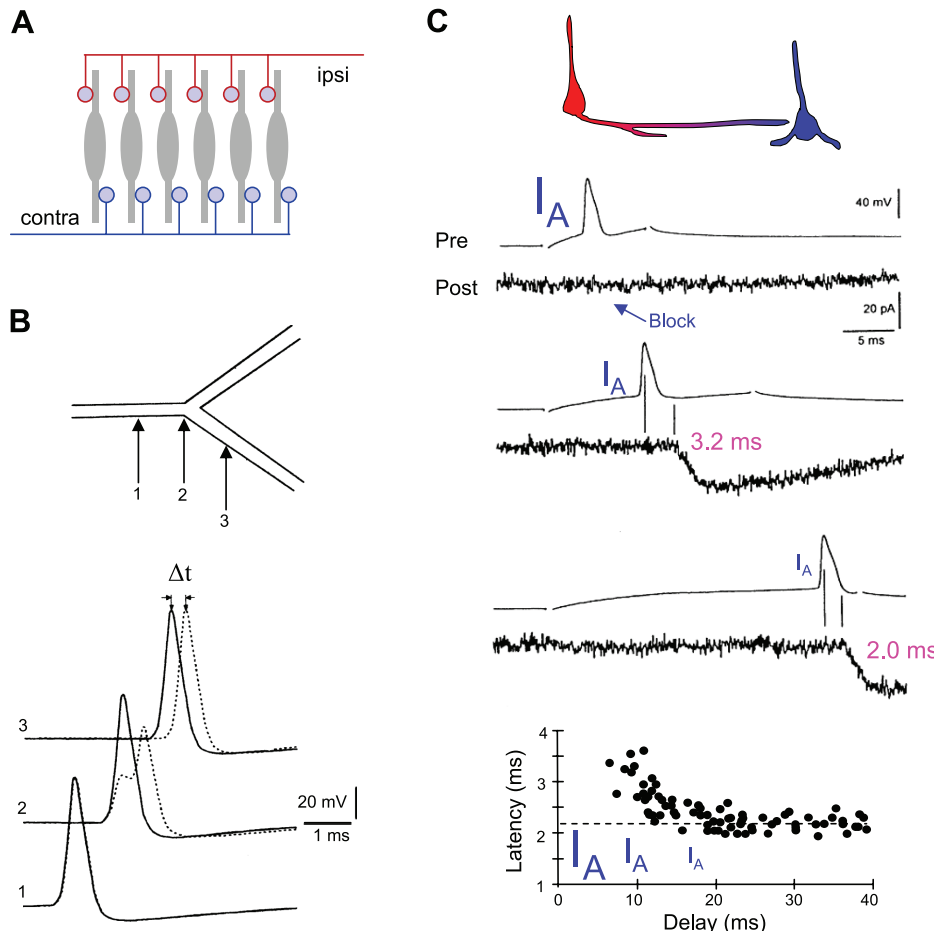 A
ipsi
contra
B
1
2
3
Δt
3
2
1
20 mV
1 ms
C
I_A
40 mV
Pre
Post
20 pA
Block
5 ms
I_A
3.2 ms
I_A
2.0 ms
4
3
2
1
Latency (ms)
I_A I_A I_A
0 10 20 30 40
Delay (ms)